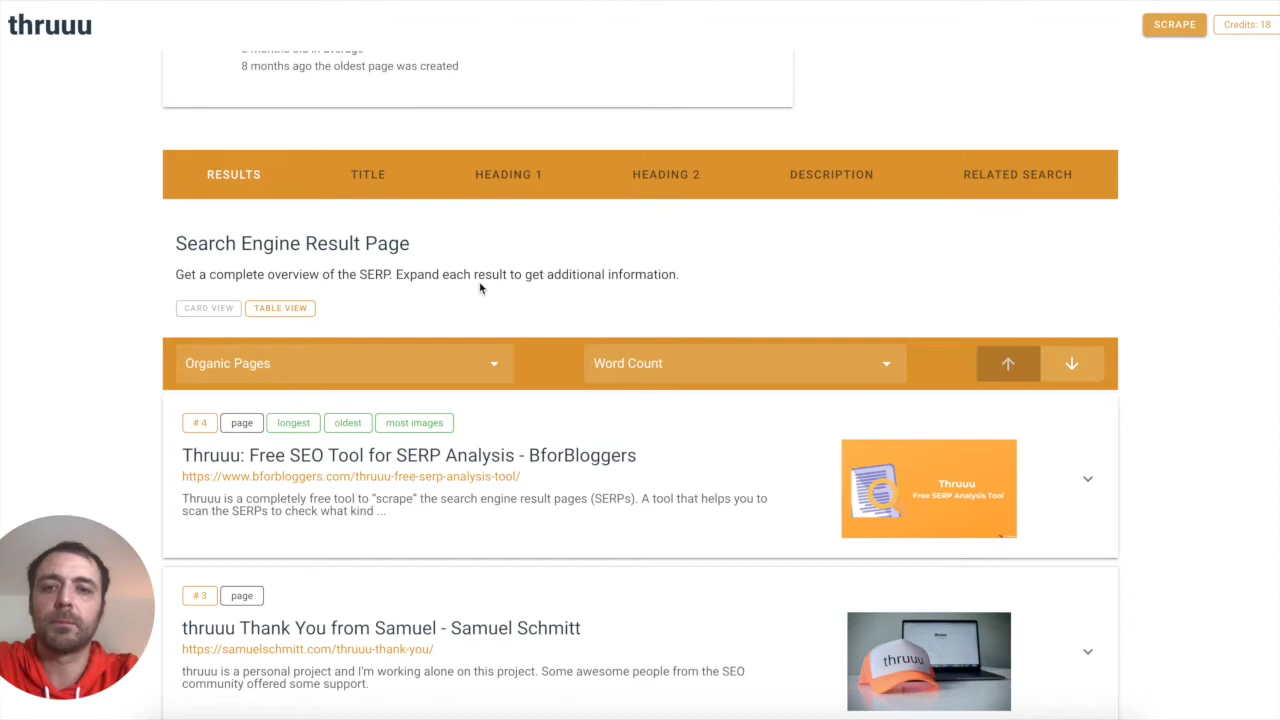 thruuu
SCRAPE
Credits: 18
6 months old in average
8 months ago the oldest page was created
RESULTS TITLE HEADING 1 HEADING 2 DESCRIPTION RELATED SEARCH
Search Engine Result Page
Get a complete overview of the SERP. Expand each result to get additional information.
CARD VIEW TABLE VIEW
Organic Pages Word Count
# 4 page longest oldest most images
Thruuu: Free SEO Tool for SERP Analysis - BforBloggers
https://www.bforbloggers.com/thruuu-free-serp-analysis-tool/
Thruuu is a completely free tool to “scrape” the search engine result pages (SERPs). A tool that helps you to
scan the SERPs to check what kind ...
Thruuu
Free SERP Analysis Tool
# 3 page
thruuu Thank You from Samuel - Samuel Schmitt
https://samuelschmitt.com/thruuu-thank-you/
thruuu is a personal project and I'm working alone on this project. Some awesome people from the SEO
community offered some support.
thruuu